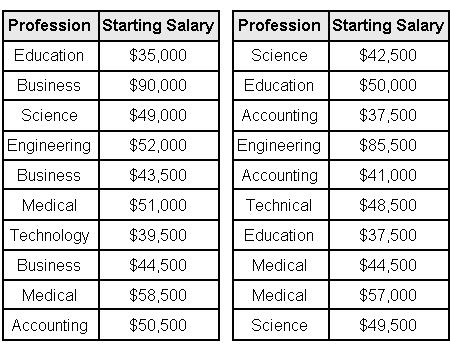 Profession Starting Salary Profession Starting Salary
Education $35,000 Science $42,500
Business $90,000 Education $50,000
Science $49,000 Accounting $37,500
Engineering $52,000 Engineering $85,500
Business $43,500 Accounting $41,000
Medical $51,000 Technical $48,500
Technology $39,500 Education $37,500
Business $44,500 Medical $44,500
Medical $58,500 Medical $57,000
Accounting $50,500 Science $49,500